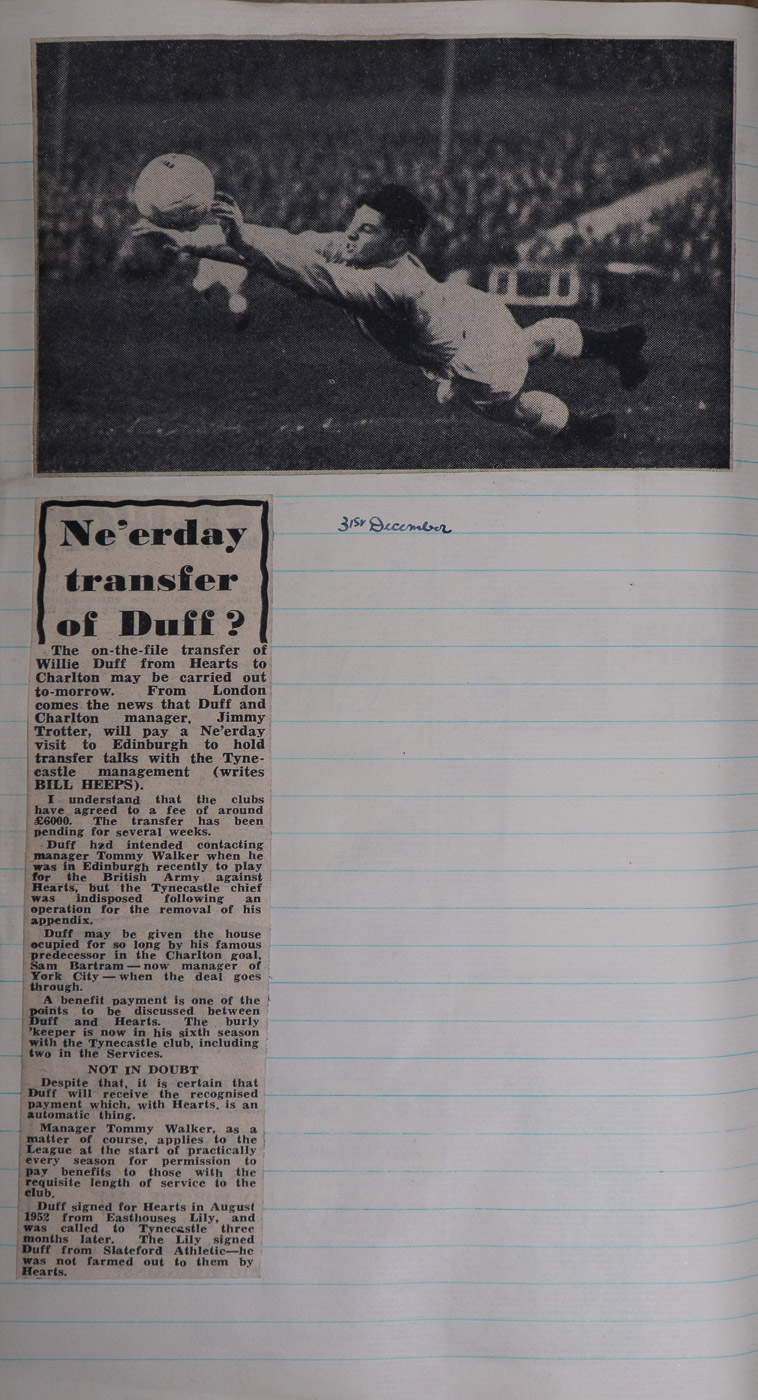 31st December
Ne'erday
transfer
of Duff?
The on-the-file transfer of
Willie Duff from Hearts to
Charlton may be carried out
to-morrow. From London
comes the news that Duff and
Charlton manager, Jimmy
Trotter, will pay a Ne'erday
visit to Edinburgh to hold
transfer talks with the Tyne-
castle management (writes
BILL HEEPS).
I understand that the clubs
have agreed to a fee of around
£6000. The transfer has been
pending for several weeks.
Duff had intended contacting
manager Tommy Walker when he
was in Edinburgh recently to play
for the British Army against
Hearts, but the Tynecastle chief
was indisposed following an
operation for the removal of his
appendix.
Duff may be given the house
ocupied for so long by his famous
predecessor in the Charlton goal,
Sam Bartram—now manager of
York City—when the deal goes
through.
A benefit payment is one of the
points to be discussed between
Duff and Hearts. The burly
'keeper is now in his sixth season
with the Tynecastle club, including
two in the Services.
NOT IN DOUBT
Despite that, it is certain that
Duff will receive the recognised
payment which, with Hearts, is an
automatic thing.
Manager Tommy Walker, as a
matter of course, applies to the
League at the start of practically
every season for permission to
pay benefits to those with the
requisite length of service to the
club.
Duff signed for Hearts in August
1952 from Easthouses Lily, and
was called to Tynecastle three
months later. The Lily signed
Duff from Slateford Athletic—he
was not farmed out to them by
Hearts.